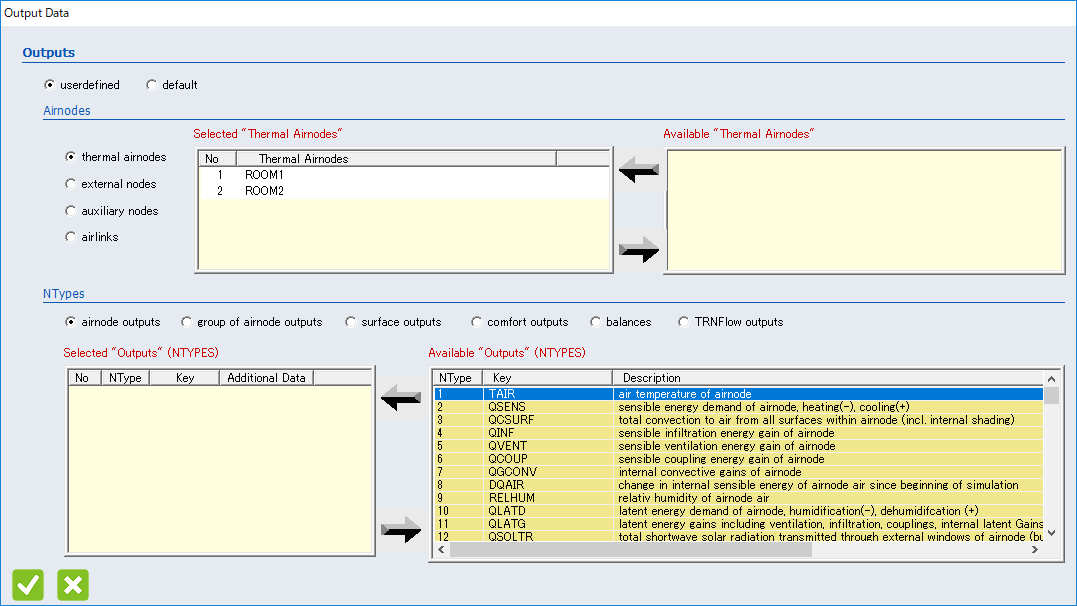 Output Data
Outputs
userdefined default
Airnodes
Selected "Thermal Airnodes" Available "Thermal Airnodes"
thermal airnodes
external nodes
auxiliary nodes
airlinks
No Thermal Airnodes
1 ROOM1
2 ROOM2
NTypes
airnode outputs group of airnode outputs surface outputs comfort outputs balances TRNFlow outputs
Selected "Outputs" (NTYPES) Available "Outputs" (NTYPES)
No NType Key Additional Data
NType Key Description
1 TAIR air temperature of airnode
2 QSENS sensible energy demand of airnode, heating(-), cooling(+)
3 QCSURF total convection to air from all surfaces within airnode (incl. internal shading)
4 QINF sensible infiltration energy gain of airnode
5 QVENT sensible ventilation energy gain of airnode
6 QCOUP sensible coupling energy gain of airnode
7 QGCONV internal convective gains of airnode
8 DQAIR change in internal sensible energy of airnode air since beginning of simulation
9 RELHUM relativ humidity of airnode air
10 QLATD latent energy demand of airnode, humidification(-), dehumidifcation (+)
11 QLATG latent energy gains including ventilation, infiltration, couplings, internal latent Gains
12 QSOLTR total shortwave solar radiation transmitted through external windows of airnode (bu